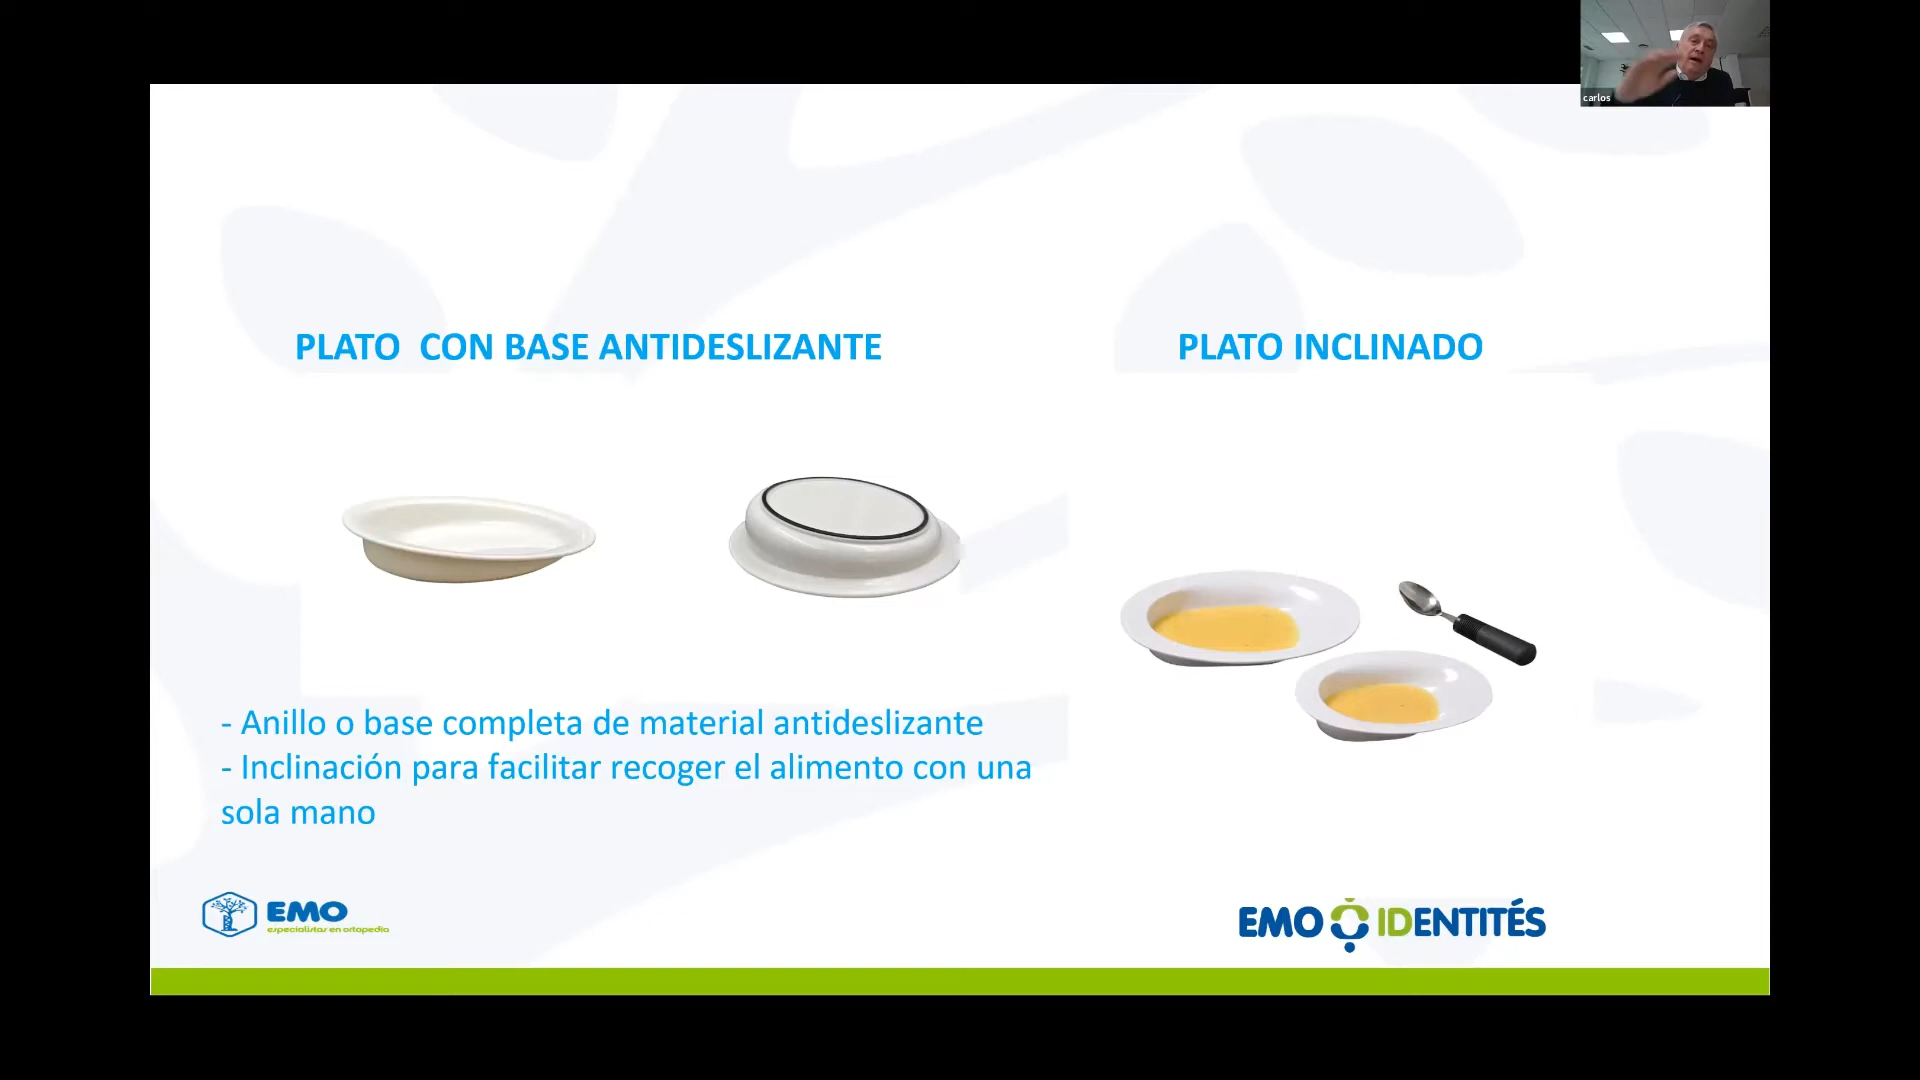 carlos
PLATO CON BASE ANTIDESLIZANTE
PLATO INCLINADO
- Anillo o base completa de material antideslizante
- Inclinación para facilitar recoger el alimento con una
sola mano
EMO
especialistas en ortopedia
EMO IDENTITÉS